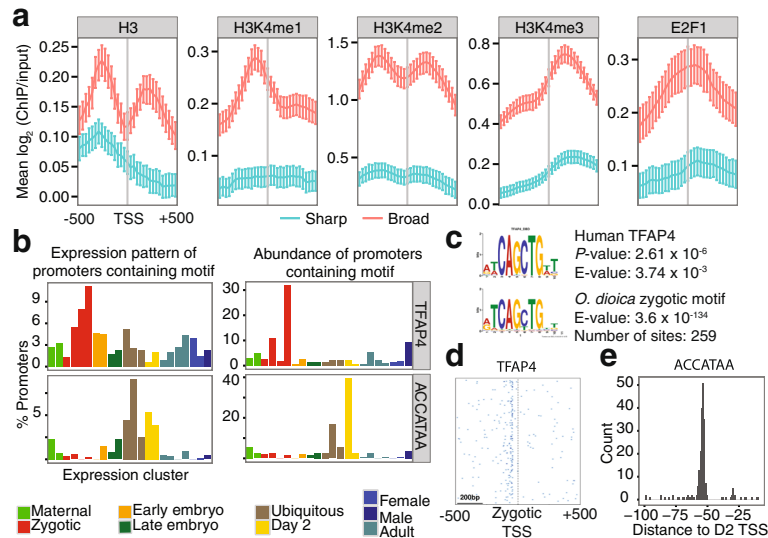 a
H3
H3K4me1
H3K4me2
H3K4me3
E2F1
Mean log2 (ChIP/input)
0.25
0.20
0.15
0.10
0.05
0.00
0.3
0.2
0.1
1.5
1.0
0.5
0.8
0.6
0.4
0.2
0.0
0.3
0.2
0.1
-500 TSS +500
Sharp Broad
b
Expression pattern of promoters containing motif
Abundance of promoters containing motif
% Promoters
9
6
3
0
30
20
10
0
TFAP4
5
0
40
20
0
ACCATAA
Expression cluster
Maternal
Zygotic
Early embryo
Late embryo
Ubiquitous
Day 2
Female
Male
Adult
c
CAGCTG
TCAGCTG
Human TFAP4
P-value: 2.61 x 10-6
E-value: 3.74 x 10-3
O. dioica zygotic motif
E-value: 3.6 x 10-134
Number of sites: 259
d
TFAP4
200bp
-500 Zygotic TSS +500
e
ACCATAA
Count
50
40
30
20
10
0
−100 −75 −50 −25
Distance to D2 TSS